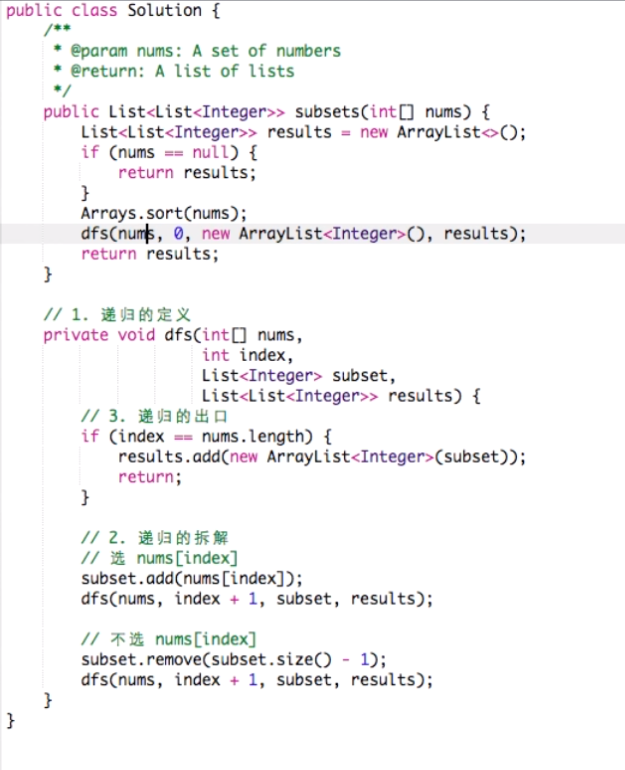 public class Solution {
/**
* @param nums: A set of numbers
* @return: A list of lists
*/
public List<List<Integer>> subsets(int[] nums) {
List<List<Integer>> results = new ArrayList<>();
if (nums == null) {
return results;
}
Arrays.sort(nums);
dfs(nums, 0, new ArrayList<Integer>(), results);
return results;
}
// 1. 递归的定义
private void dfs(int[] nums,
int index,
List<Integer> subset,
List<List<Integer>> results) {
// 3. 递归的出口
if (index == nums.length) {
results.add(new ArrayList<Integer>(subset));
return;
}
// 2. 递归的拆解
// 选 nums[index]
subset.add(nums[index]);
dfs(nums, index + 1, subset, results);
// 不选 nums[index]
subset.remove(subset.size() - 1);
dfs(nums, index + 1, subset, results);
}
}